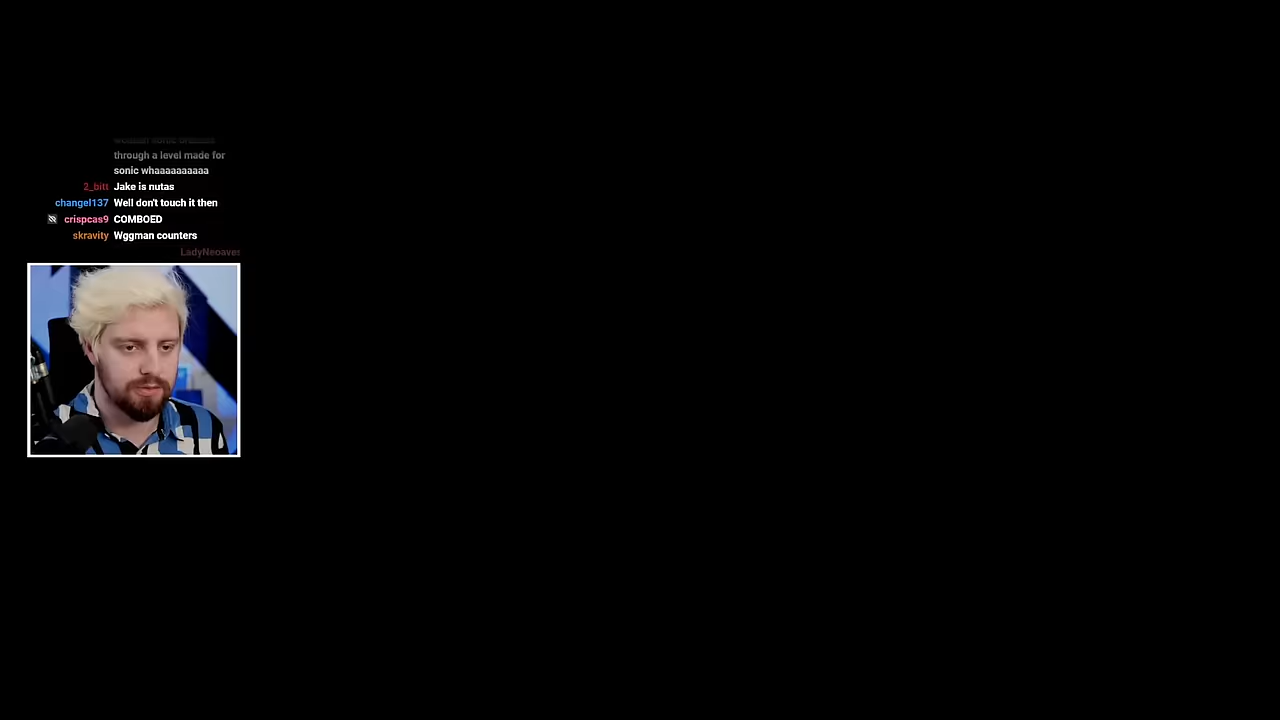 through a level made for
sonic whaaaaaaaaa
2_bitt Jake is nutas
changel137 Well don't touch it then
crispcas9 COMBOED
skravity Wggman counters
LadyNeoaves